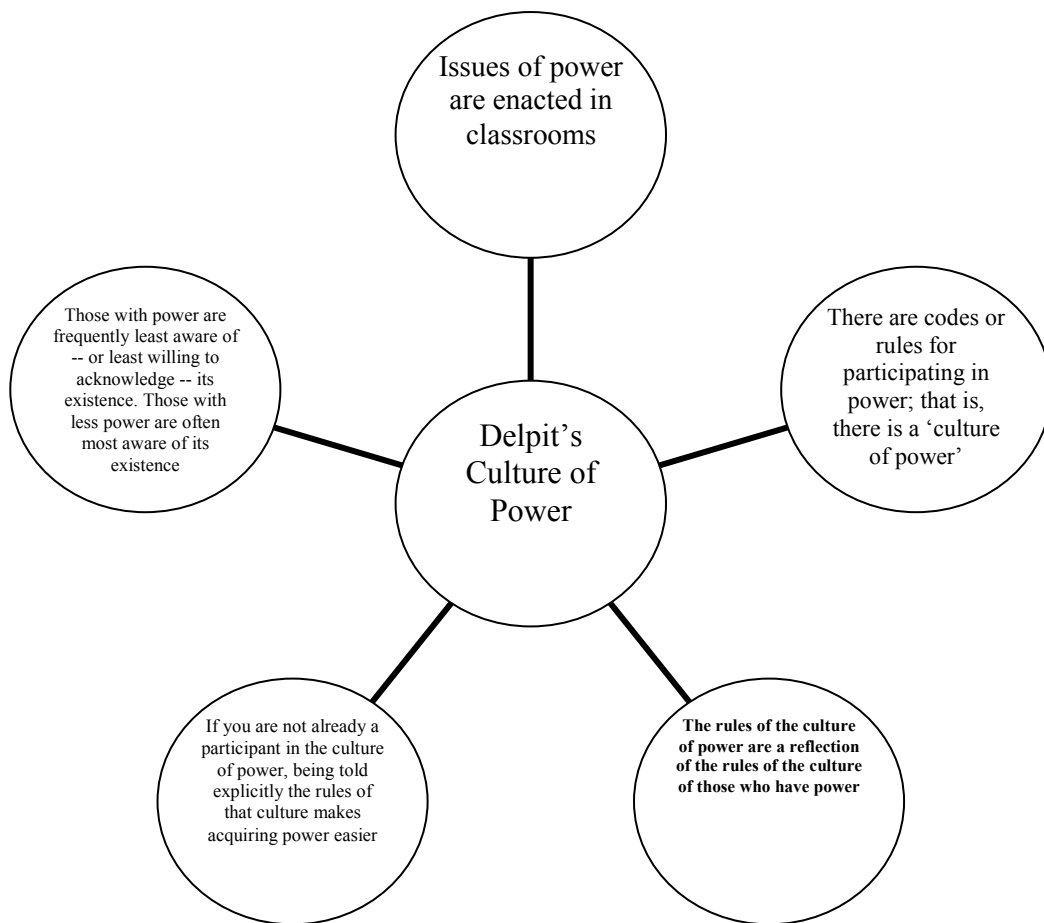 Issues of power
are enacted in
classrooms
Those with power are
frequently least aware of
-- or least willing to
acknowledge -- its
existence. Those with
less power are often
most aware of its
existence
There are codes or
rules for
participating in
power; that is,
there is a ‘culture
of power’
Delpit’s
Culture of
Power
If you are not already a
participant in the culture
of power, being told
explicitly the rules of
that culture makes
acquiring power easier
The rules of the culture
of power are a reflection
of the rules of the culture
of those who have power